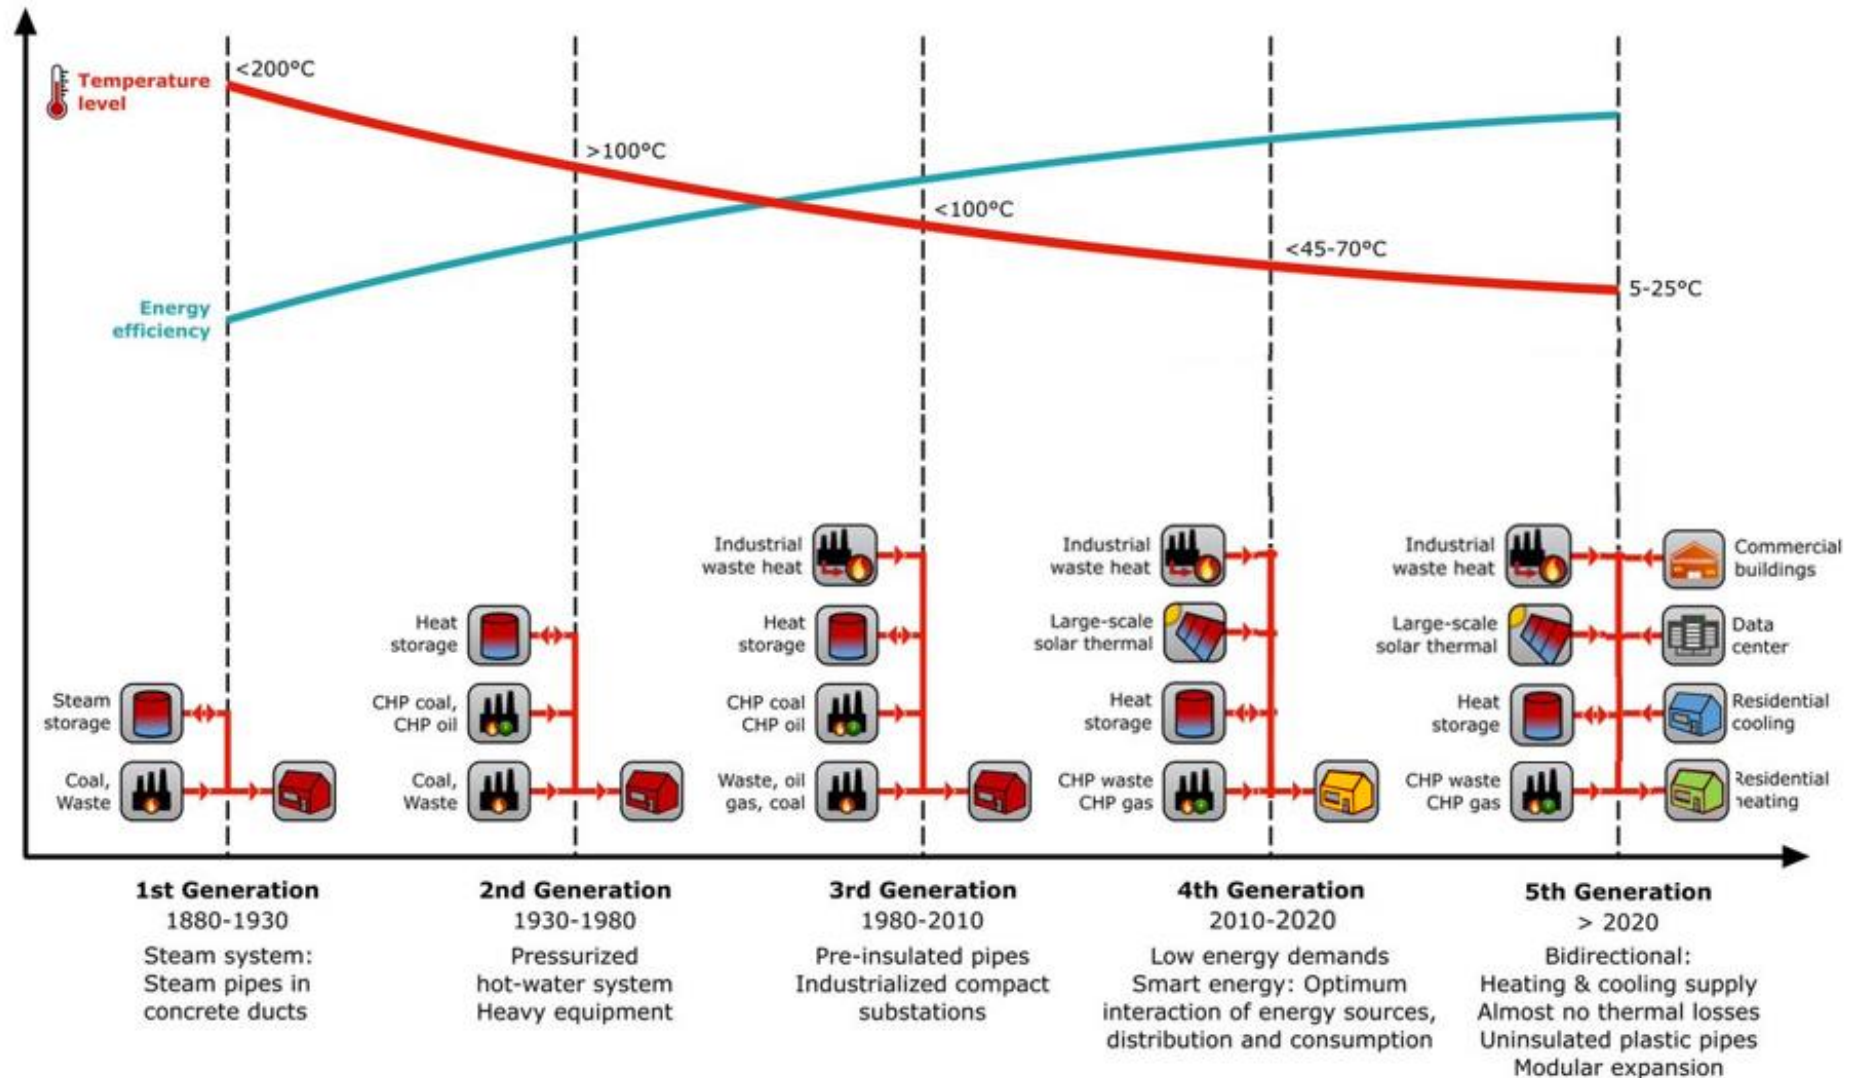 <200°C
Temperature
level
>100°C
<100°C
<45-70°C
5-25°C
Energy
efficiency
Steam
storage
Coal,
Waste
Heat
storage
CHP coal,
CHP oil
Coal,
Waste
Industrial
waste heat
Heat
storage
CHP coal
CHP oil
Waste, oil
gas, coal
Industrial
waste heat
Large-scale
solar thermal
Heat
storage
CHP waste
CHP gas
Industrial
waste heat
Large-scale
solar thermal
Heat
storage
CHP waste
CHP gas
Commercial
buildings
Data
center
Residential
cooling
Residential
heating
1st Generation
1880-1930
Steam system:
Steam pipes in
concrete ducts
2nd Generation
1930-1980
Pressurized
hot-water system
Heavy equipment
3rd Generation
1980-2010
Pre-insulated pipes
Industrialized compact
substations
4th Generation
2010-2020
Low energy demands
Smart energy: Optimum
interaction of energy sources,
distribution and consumption
5th Generation
> 2020
Bidirectional:
Heating & cooling supply
Almost no thermal losses
Uninsulated plastic pipes
Modular expansion